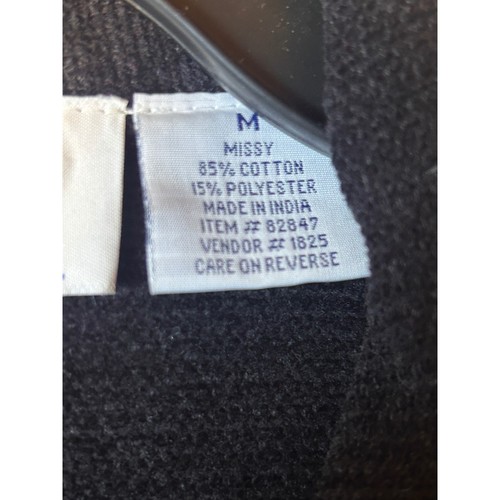 M
MISSY
85% COTTON
15% POLYESTER
MADE IN INDIA
ITEM # 82847
VENDOR # 1825
CARE ON REVERSE